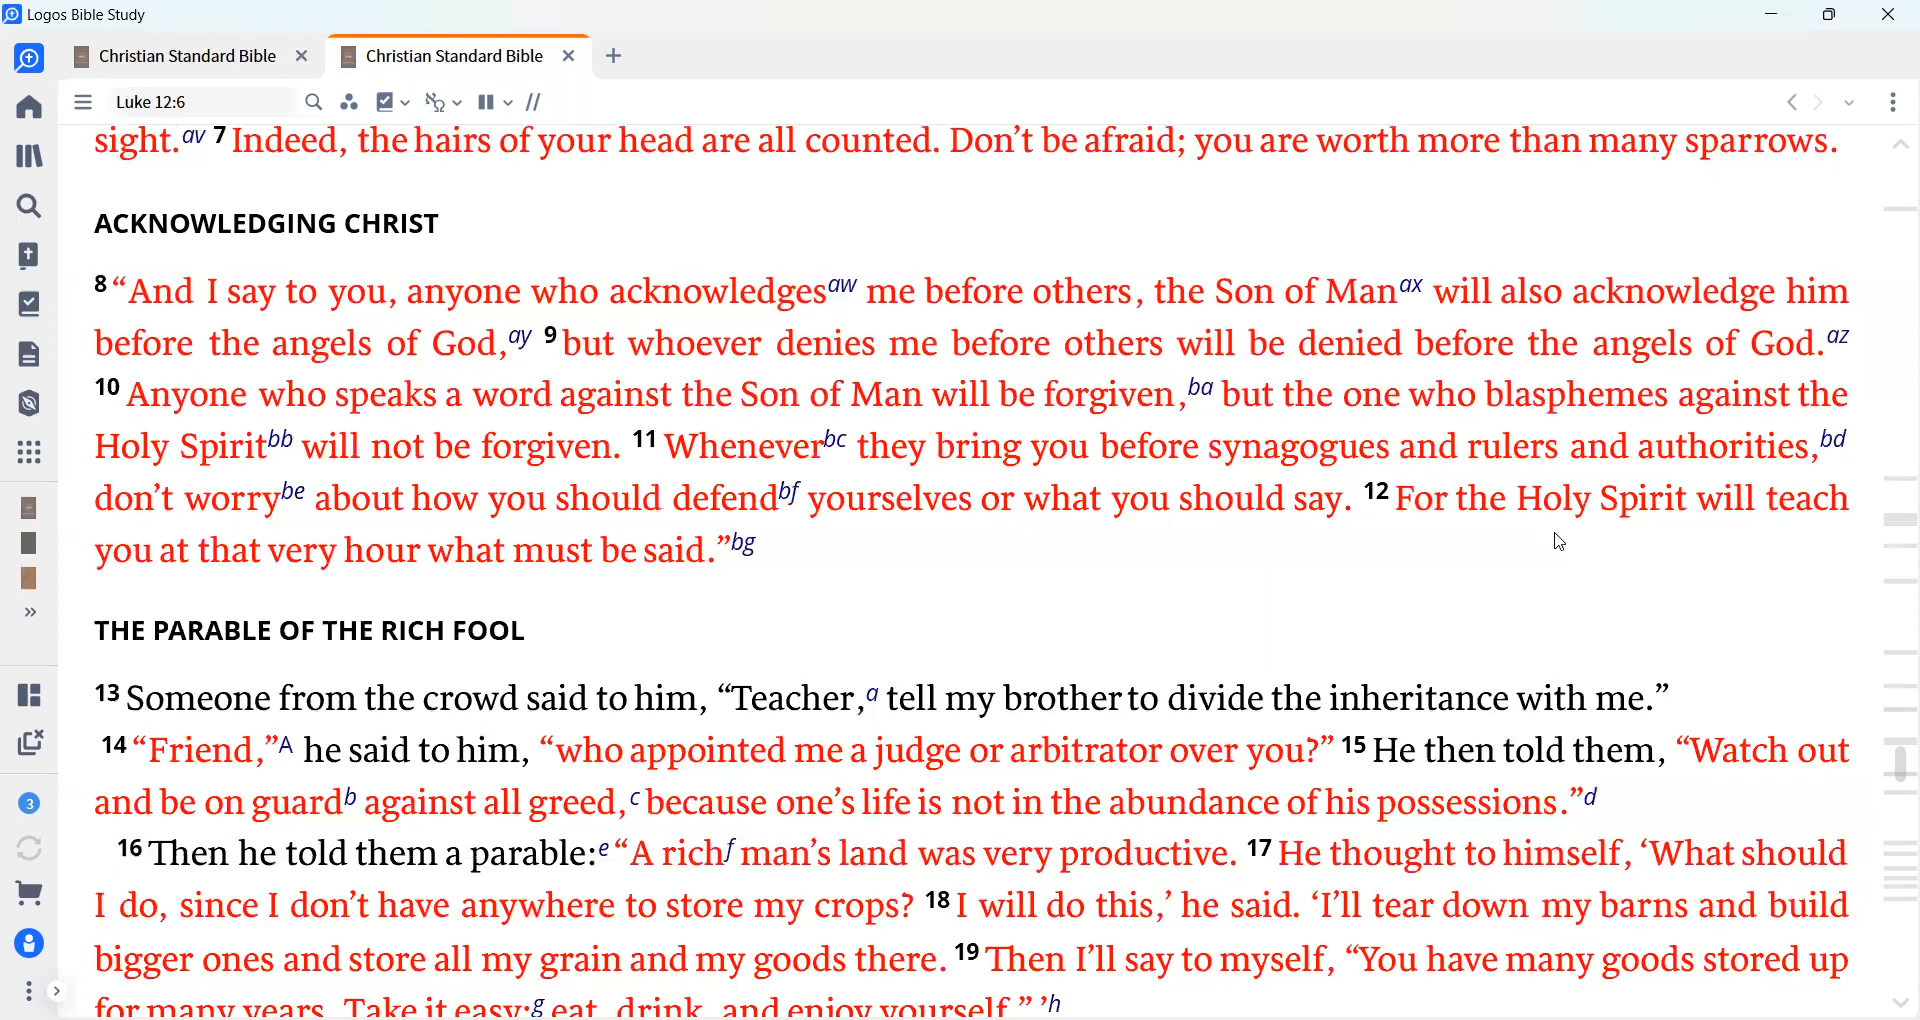 Logos Bible Study
Christian Standard Bible
Christian Standard Bible
Luke 12:6
sight.av 7 Indeed, the hairs of your head are all counted. Don’t be afraid; you are worth more than many sparrows.
ACKNOWLEDGING CHRIST
8 “And I say to you, anyone who acknowledgesaw me before others, the Son of Manax will also acknowledge him
before the angels of God,ay 9 but whoever denies me before others will be denied before the angels of God.az
10 Anyone who speaks a word against the Son of Man will be forgiven,ba but the one who blasphemes against the
Holy Spiritbb will not be forgiven. 11 Wheneverbc they bring you before synagogues and rulers and authorities,bd
don’t worrybe about how you should defendbf yourselves or what you should say. 12 For the Holy Spirit will teach
you at that very hour what must be said.”bg
THE PARABLE OF THE RICH FOOL
13 Someone from the crowd said to him, “Teacher,a tell my brother to divide the inheritance with me.”
14 “Friend,”A he said to him, “who appointed me a judge or arbitrator over you?” 15 He then told them, “Watch out
and be on guardb against all greed,c because one’s life is not in the abundance of his possessions.”d
16 Then he told them a parable:e “A richf man’s land was very productive. 17 He thought to himself, ‘What should
I do, since I don’t have anywhere to store my crops? 18 I will do this,’ he said. ‘I’ll tear down my barns and build
bigger ones and store all my grain and my goods there. 19 Then I’ll say to myself, “You have many goods stored up
for many years. Take it easy;g eat, drink, and enjoy yourself.” ’h
3